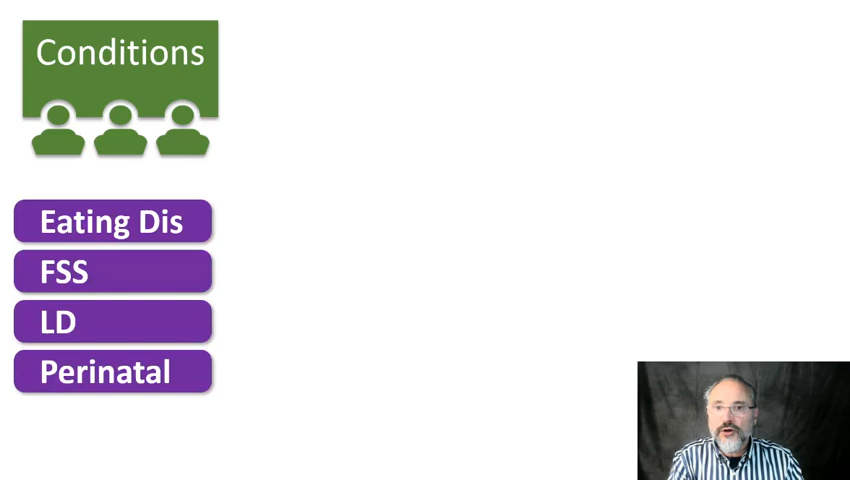 Conditions
Eating Dis
FSS
LD
Perinatal